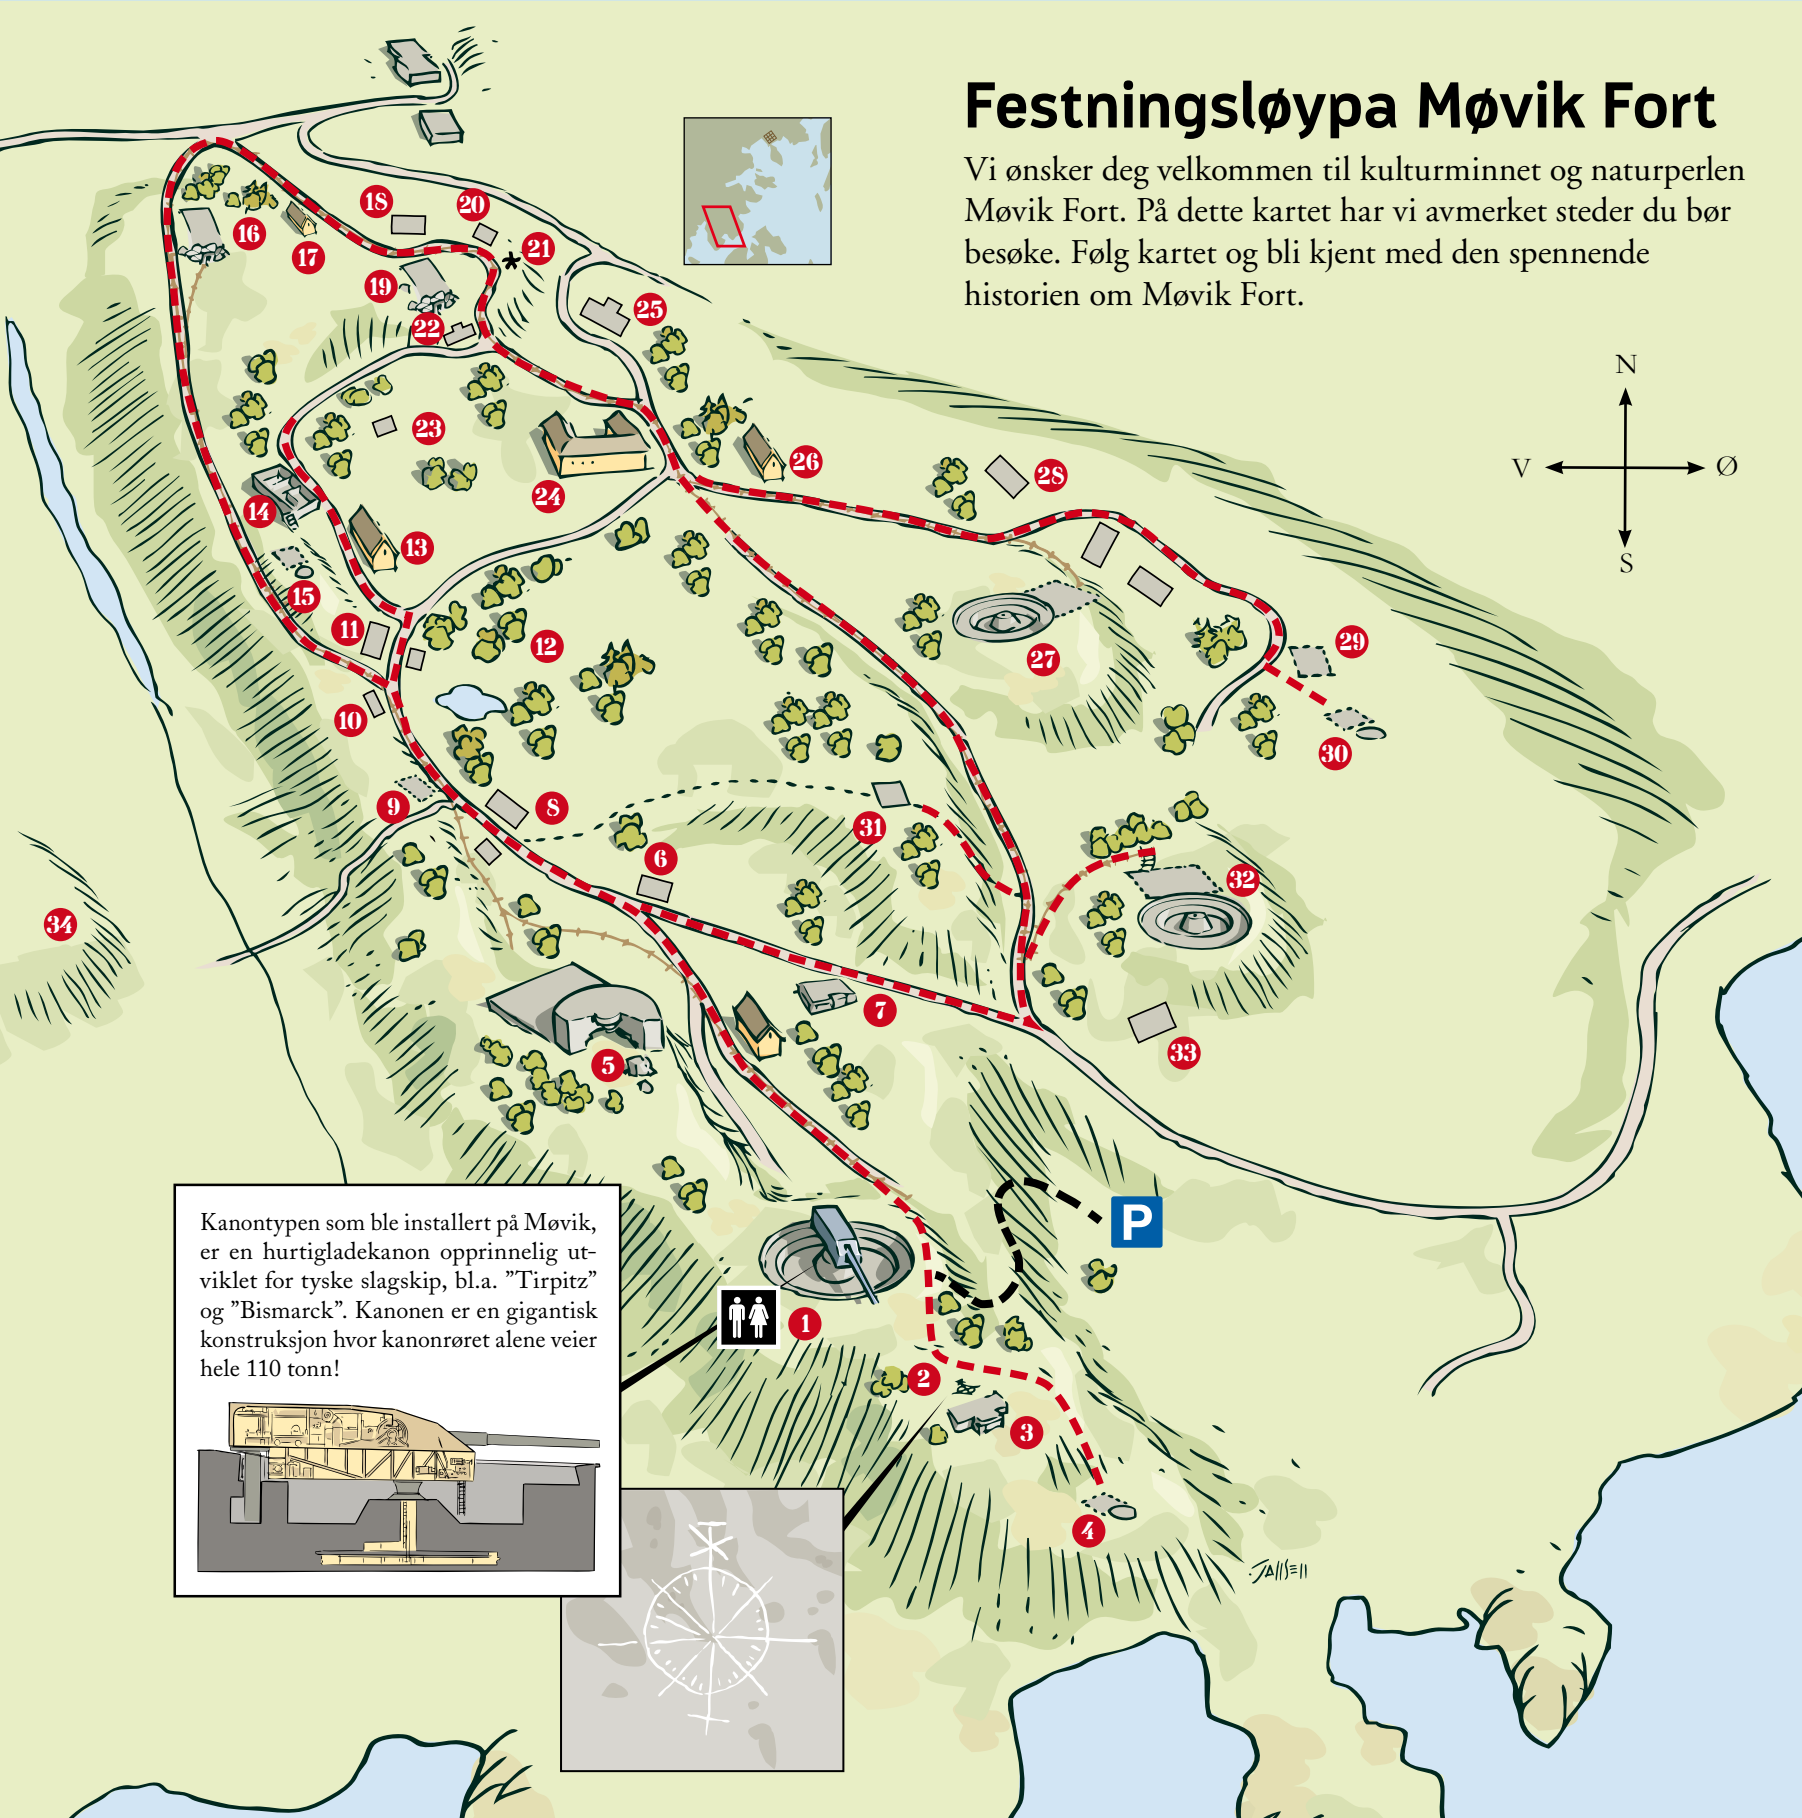 Festningsløypa Møvik Fort
Vi ønsker deg velkommen til kulturminnet og naturperlen
Møvik Fort. På dette kartet har vi avmerket steder du bør
besøke. Følg kartet og bli kjent med den spennende
historien om Møvik Fort.
N
V
Ø
S
18
20
16
17
21
19
22
25
23
24
26
28
14
13
15
11
12
27
29
10
30
9
8
31
6
32
34
7
5
33
P
1
2
3
4
Kanontypen som ble installert på Møvik,
er en hurtigladekanon opprinnelig ut-
viklet for tyske slagskip, bl.a. ”Tirpitz”
og ”Bismarck”. Kanonen er en gigantisk
konstruksjon hvor kanonrøret alene veier
hele 110 tonn!